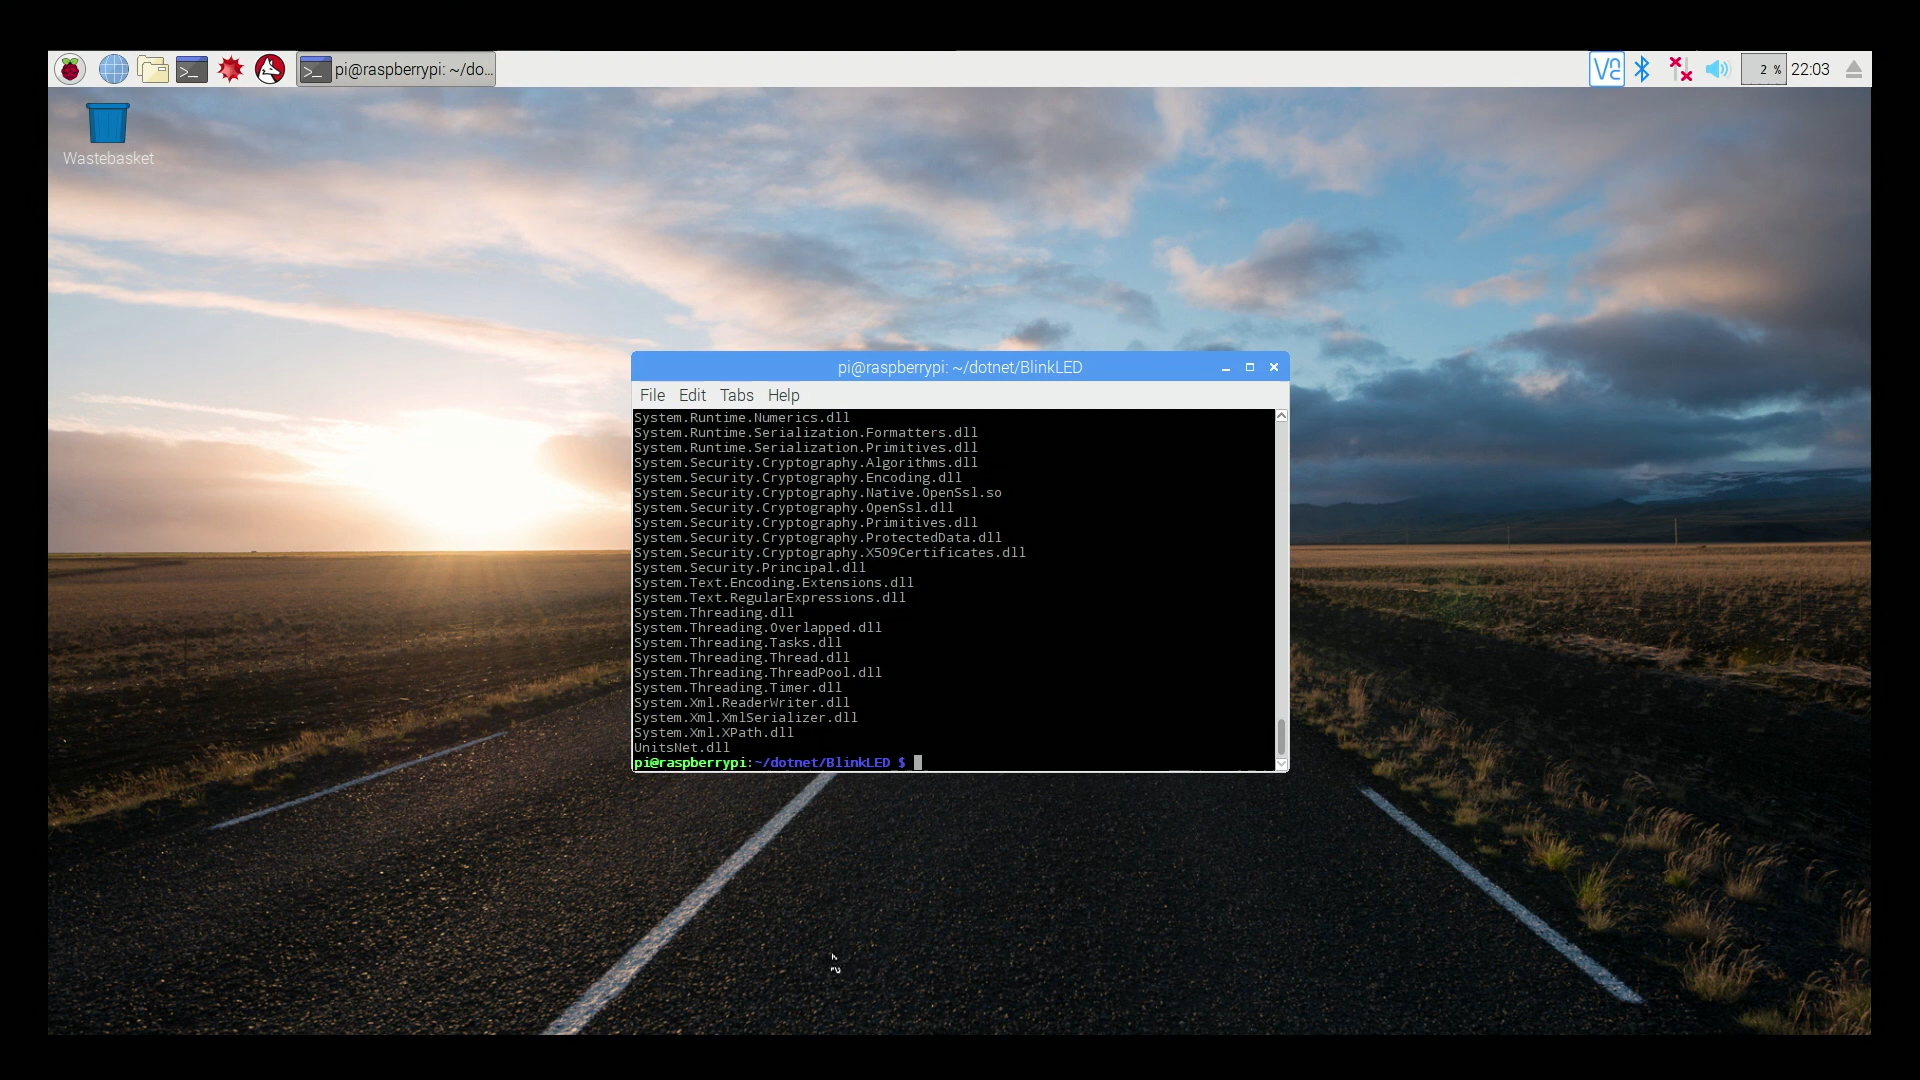 pi@raspberrypi: ~/do...
VNC
2 %
22:03
Wastebasket
pi@raspberrypi: ~/dotnet/BlinkLED
File Edit Tabs Help
System.Runtime.Numerics.dll
System.Runtime.Serialization.Formatters.dll
System.Runtime.Serialization.Primitives.dll
System.Security.Cryptography.Algorithms.dll
System.Security.Cryptography.Encoding.dll
System.Security.Cryptography.Native.OpenSsl.so
System.Security.Cryptography.OpenSsl.dll
System.Security.Cryptography.Primitives.dll
System.Security.Cryptography.ProtectedData.dll
System.Security.Cryptography.X509Certificates.dll
System.Security.Principal.dll
System.Text.Encoding.Extensions.dll
System.Text.RegularExpressions.dll
System.Threading.dll
System.Threading.Overlapped.dll
System.Threading.Tasks.dll
System.Threading.Thread.dll
System.Threading.ThreadPool.dll
System.Threading.Timer.dll
System.Xml.ReaderWriter.dll
System.Xml.XmlSerializer.dll
System.Xml.XPath.dll
UnitsNet.dll
pi@raspberrypi:~/dotnet/BlinkLED $